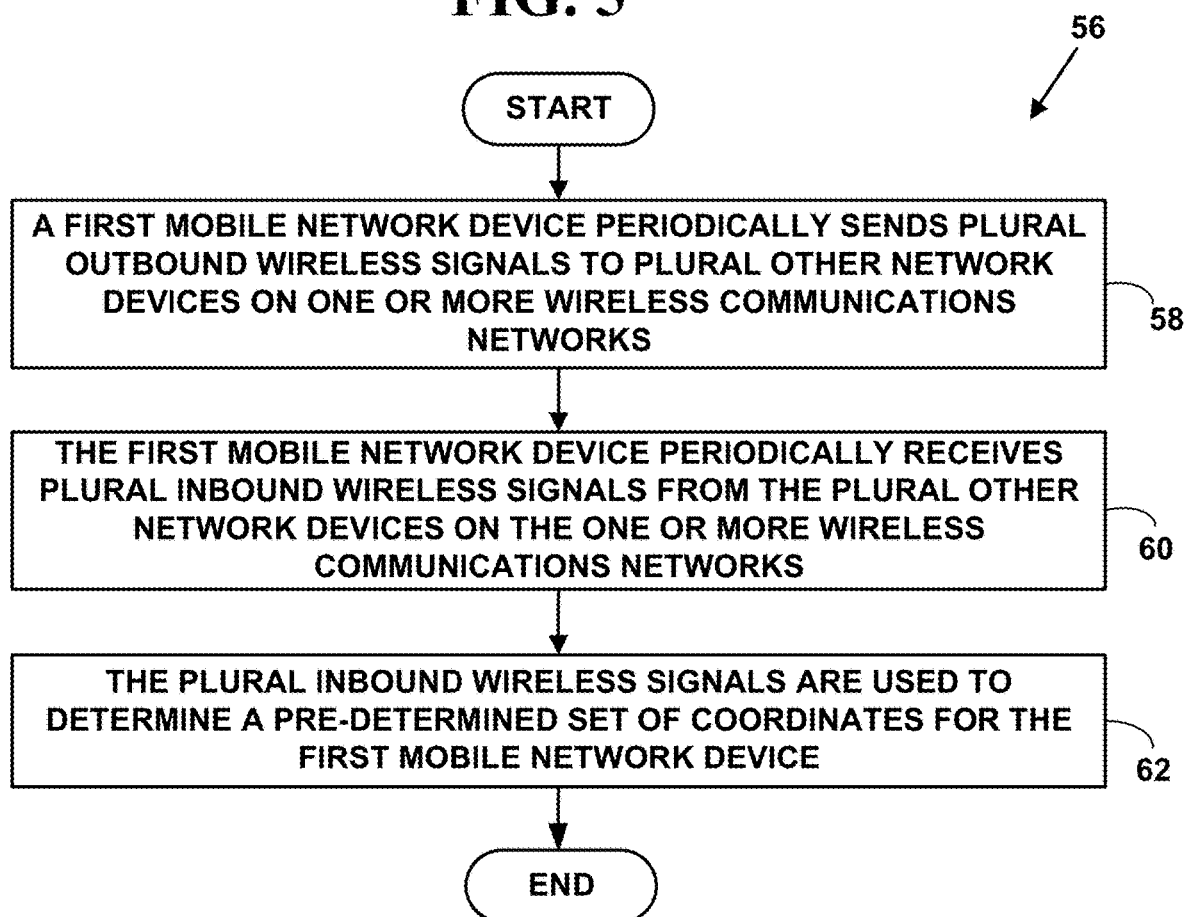 56
START
A FIRST MOBILE NETWORK DEVICE PERIODICALLY SENDS PLURAL
OUTBOUND WIRELESS SIGNALS TO PLURAL OTHER NETWORK
DEVICES ON ONE OR MORE WIRELESS COMMUNICATIONS
NETWORKS
58
THE FIRST MOBILE NETWORK DEVICE PERIODICALLY RECEIVES
PLURAL INBOUND WIRELESS SIGNALS FROM THE PLURAL OTHER
NETWORK DEVICES ON THE ONE OR MORE WIRELESS
COMMUNICATIONS NETWORKS
60
THE PLURAL INBOUND WIRELESS SIGNALS ARE USED TO
DETERMINE A PRE-DETERMINED SET OF COORDINATES FOR THE
FIRST MOBILE NETWORK DEVICE
62
END